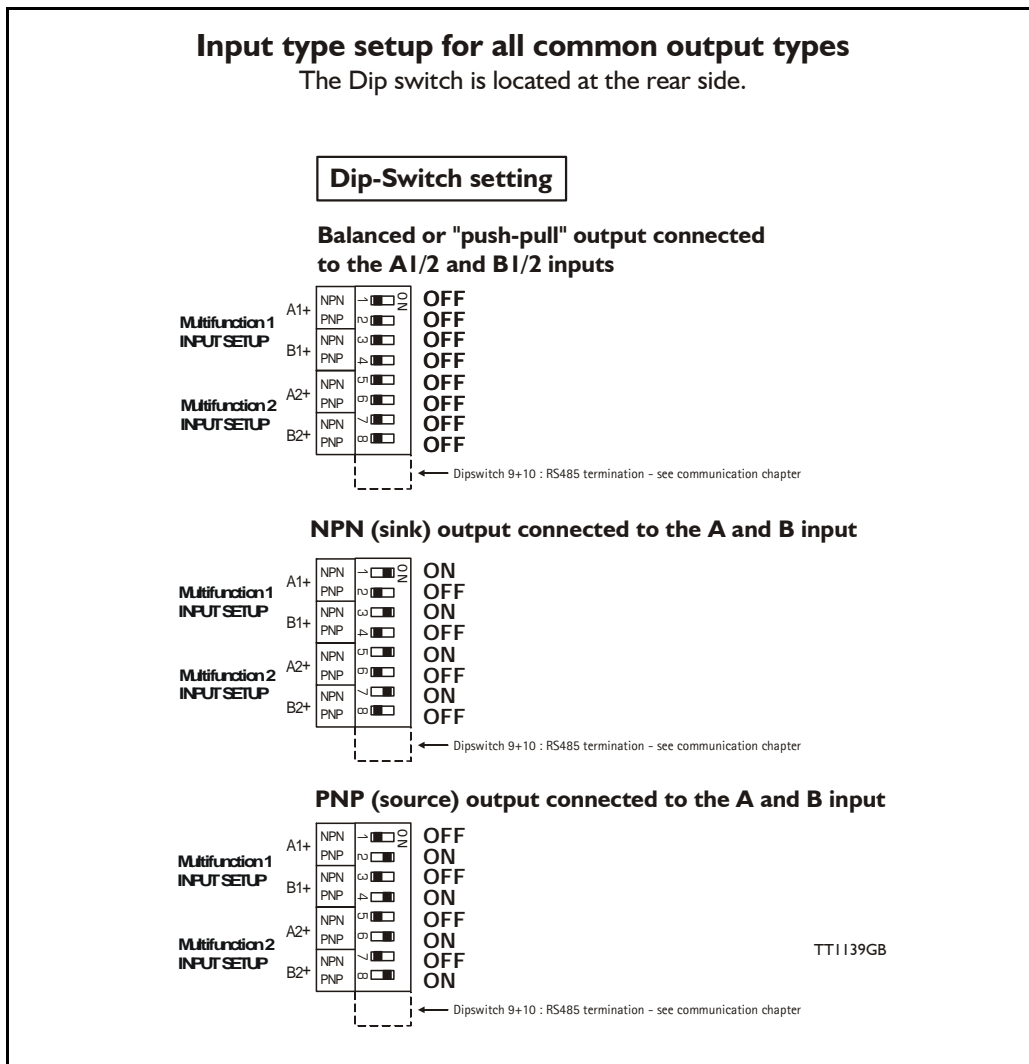 Input type setup for all common output types
The Dip switch is located at the rear side.
Dip-Switch setting
Balanced or "push-pull" output connected
to the A1/2 and B1/2 inputs
Multifunction 1
INPUT SETUP
Multifunction 2
INPUT SETUP
A1+
B1+
A2+
B2+
NPN
PNP
NPN
PNP
NPN
PNP
NPN
PNP
1
2
3
4
5
6
7
8
ON
OFF
OFF
OFF
OFF
OFF
OFF
OFF
OFF
Dipswitch 9+10 : RS485 termination - see communication chapter
NPN (sink) output connected to the A and B input
Multifunction 1
INPUT SETUP
Multifunction 2
INPUT SETUP
A1+
B1+
A2+
B2+
NPN
PNP
NPN
PNP
NPN
PNP
NPN
PNP
1
2
3
4
5
6
7
8
ON
ON
OFF
ON
OFF
ON
OFF
ON
OFF
Dipswitch 9+10 : RS485 termination - see communication chapter
PNP (source) output connected to the A and B input
Multifunction 1
INPUT SETUP
Multifunction 2
INPUT SETUP
A1+
B1+
A2+
B2+
NPN
PNP
NPN
PNP
NPN
PNP
NPN
PNP
1
2
3
4
5
6
7
8
ON
OFF
ON
OFF
ON
OFF
ON
OFF
ON
TT1139GB
Dipswitch 9+10 : RS485 termination - see communication chapter